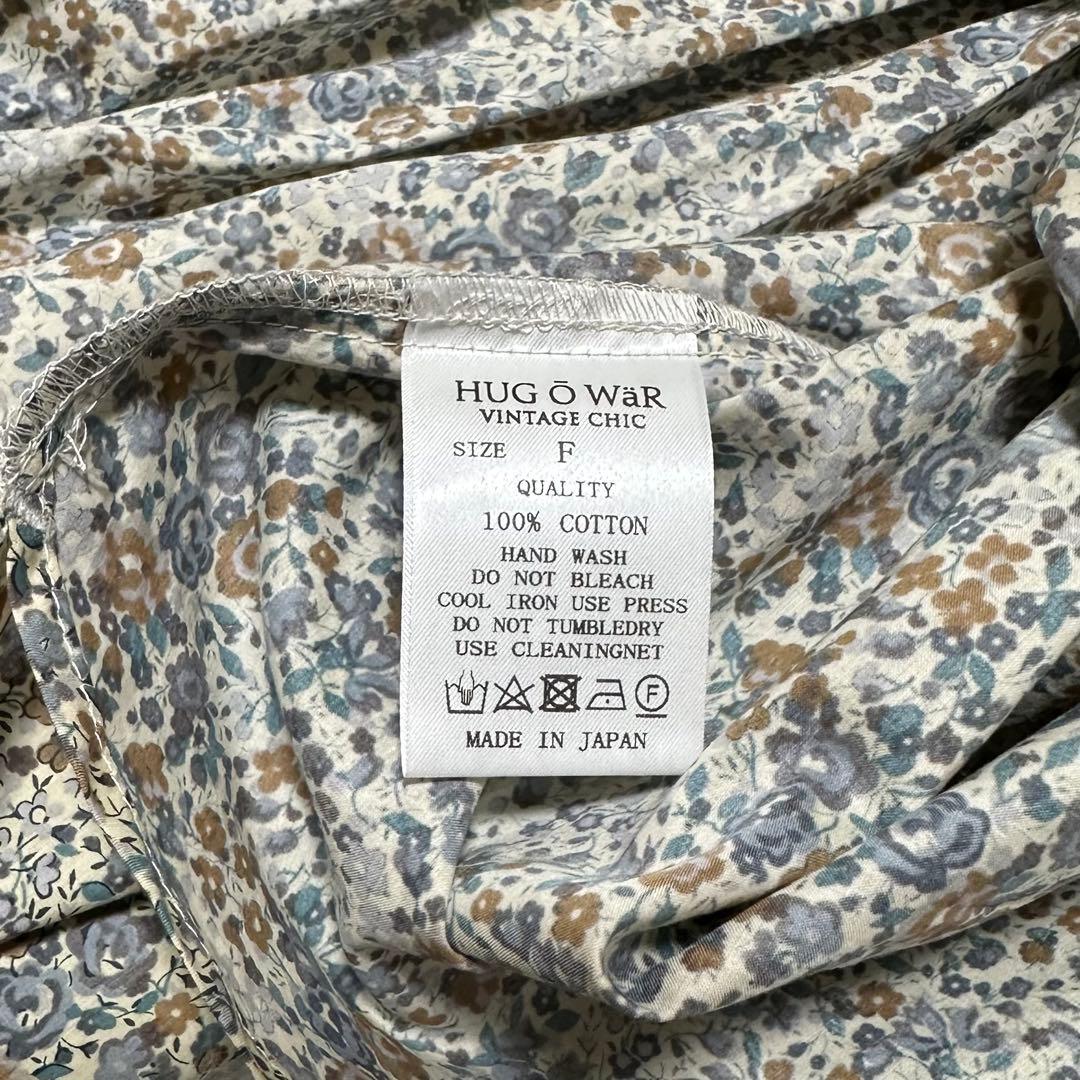 HUG Ō WäR
VINTAGE CHIC
SIZE F
QUALITY
100% COTTON
HAND WASH
DO NOT BLEACH
COOL IRON USE PRESS
DO NOT TUMBLEDRY
USE CLEANINGNET
F
MADE IN JAPAN